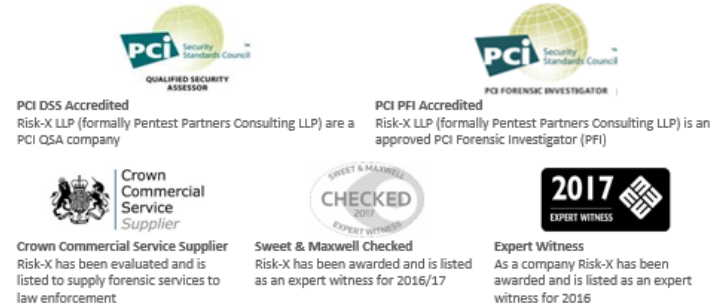 PCI Security Standards Council ™
QUALIFIED SECURITY
ASSESSOR
PCI DSS Accredited
Risk-X LLP (formally Pentest Partners Consulting LLP) are a
PCI QSA company
PCI Security Standards Council ™
PCI FORENSIC INVESTIGATOR
PCI PFI Accredited
Risk-X LLP (formally Pentest Partners Consulting LLP) is an
approved PCI Forensic Investigator (PFI)
Crown
Commercial
Service
Supplier
Crown Commercial Service Supplier
Risk-X has been evaluated and is
listed to supply forensic services to
law enforcement
SWEET & MAXWELL
CHECKED
2017
EXPERT WITNESS
Sweet & Maxwell Checked
Risk-X has been awarded and is listed
as an expert witness for 2016/17
2017
EXPERT WITNESS
Expert Witness
As a company Risk-X has been
awarded and is listed as an expert
witness for 2016